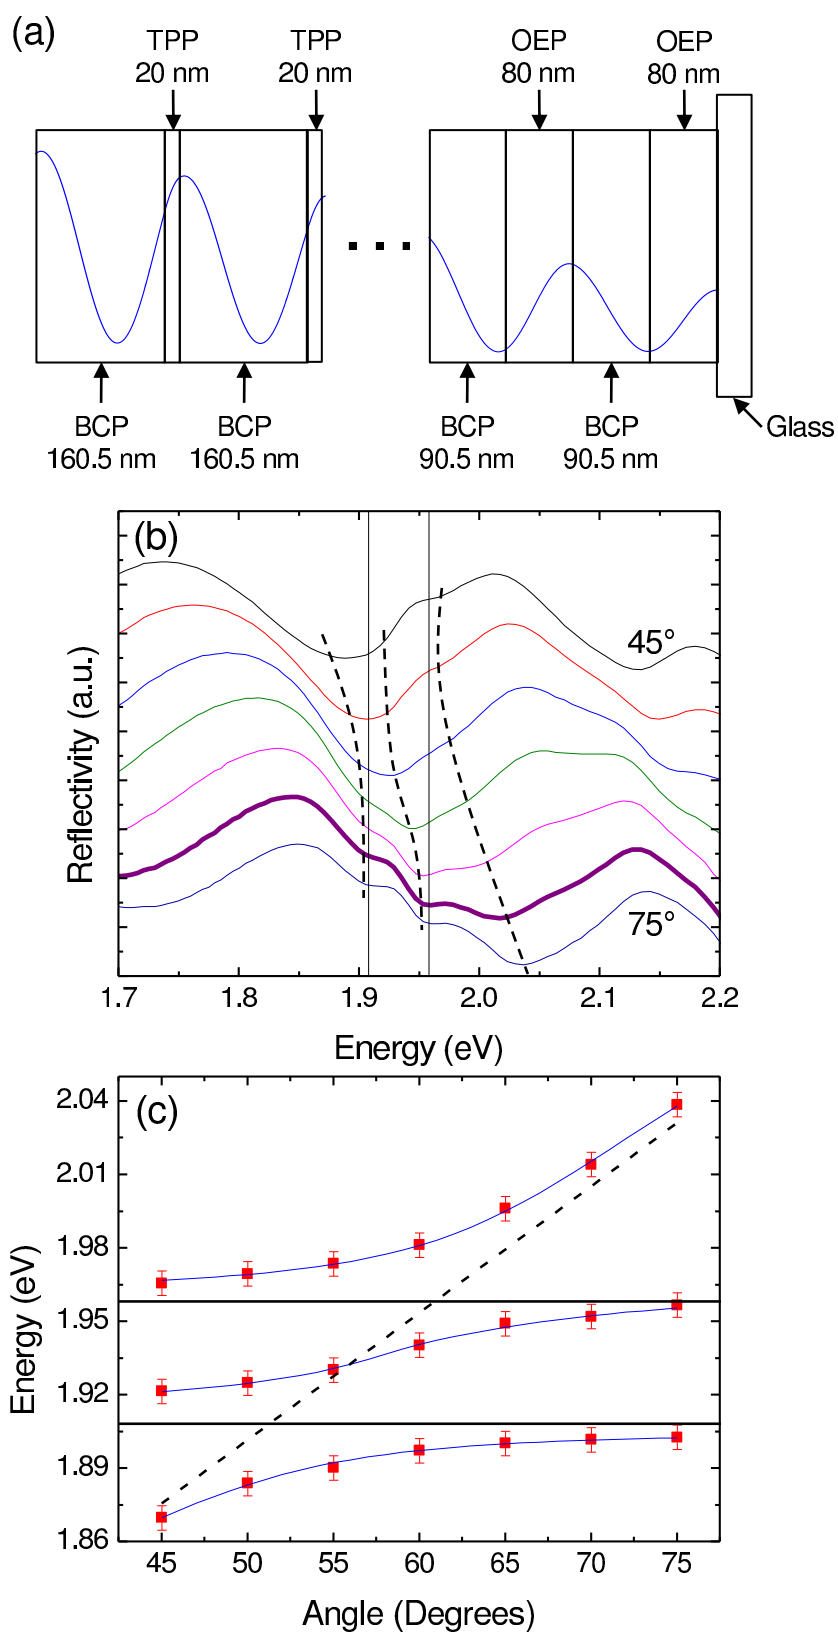 (a)
TPP
20 nm
TPP
20 nm
OEP
80 nm
OEP
80 nm
BCP
160.5 nm
BCP
160.5 nm
BCP
90.5 nm
BCP
90.5 nm
Glass
(b)
45°
75°
Reflectivity (a.u.)
1.7 1.8 1.9 2.0 2.1 2.2
Energy (eV)
(c)
2.04
2.01
1.98
1.95
1.92
1.89
1.86
Energy (eV)
45 50 55 60 65 70 75
Angle (Degrees)